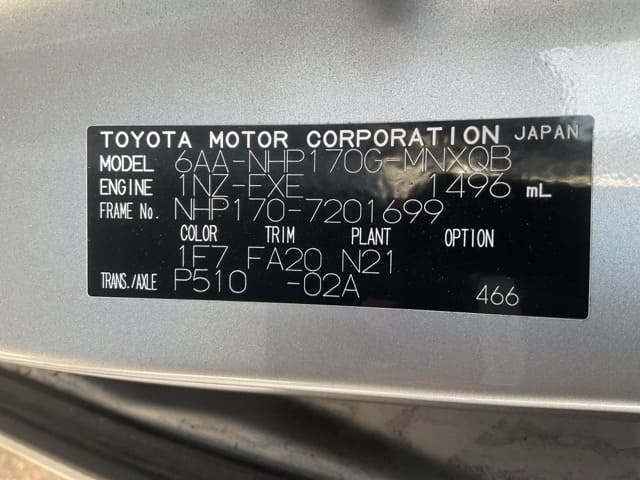 TOYOTA MOTOR CORPORATION JAPAN
MODEL 6AA-NHP170G-MNXQB
ENGINE 1NZ-FXE 1496 mL
FRAME No. NHP170-7201699
COLOR TRIM PLANT OPTION
1F7 FA20 N21
TRANS./AXLE P510 -02A 466